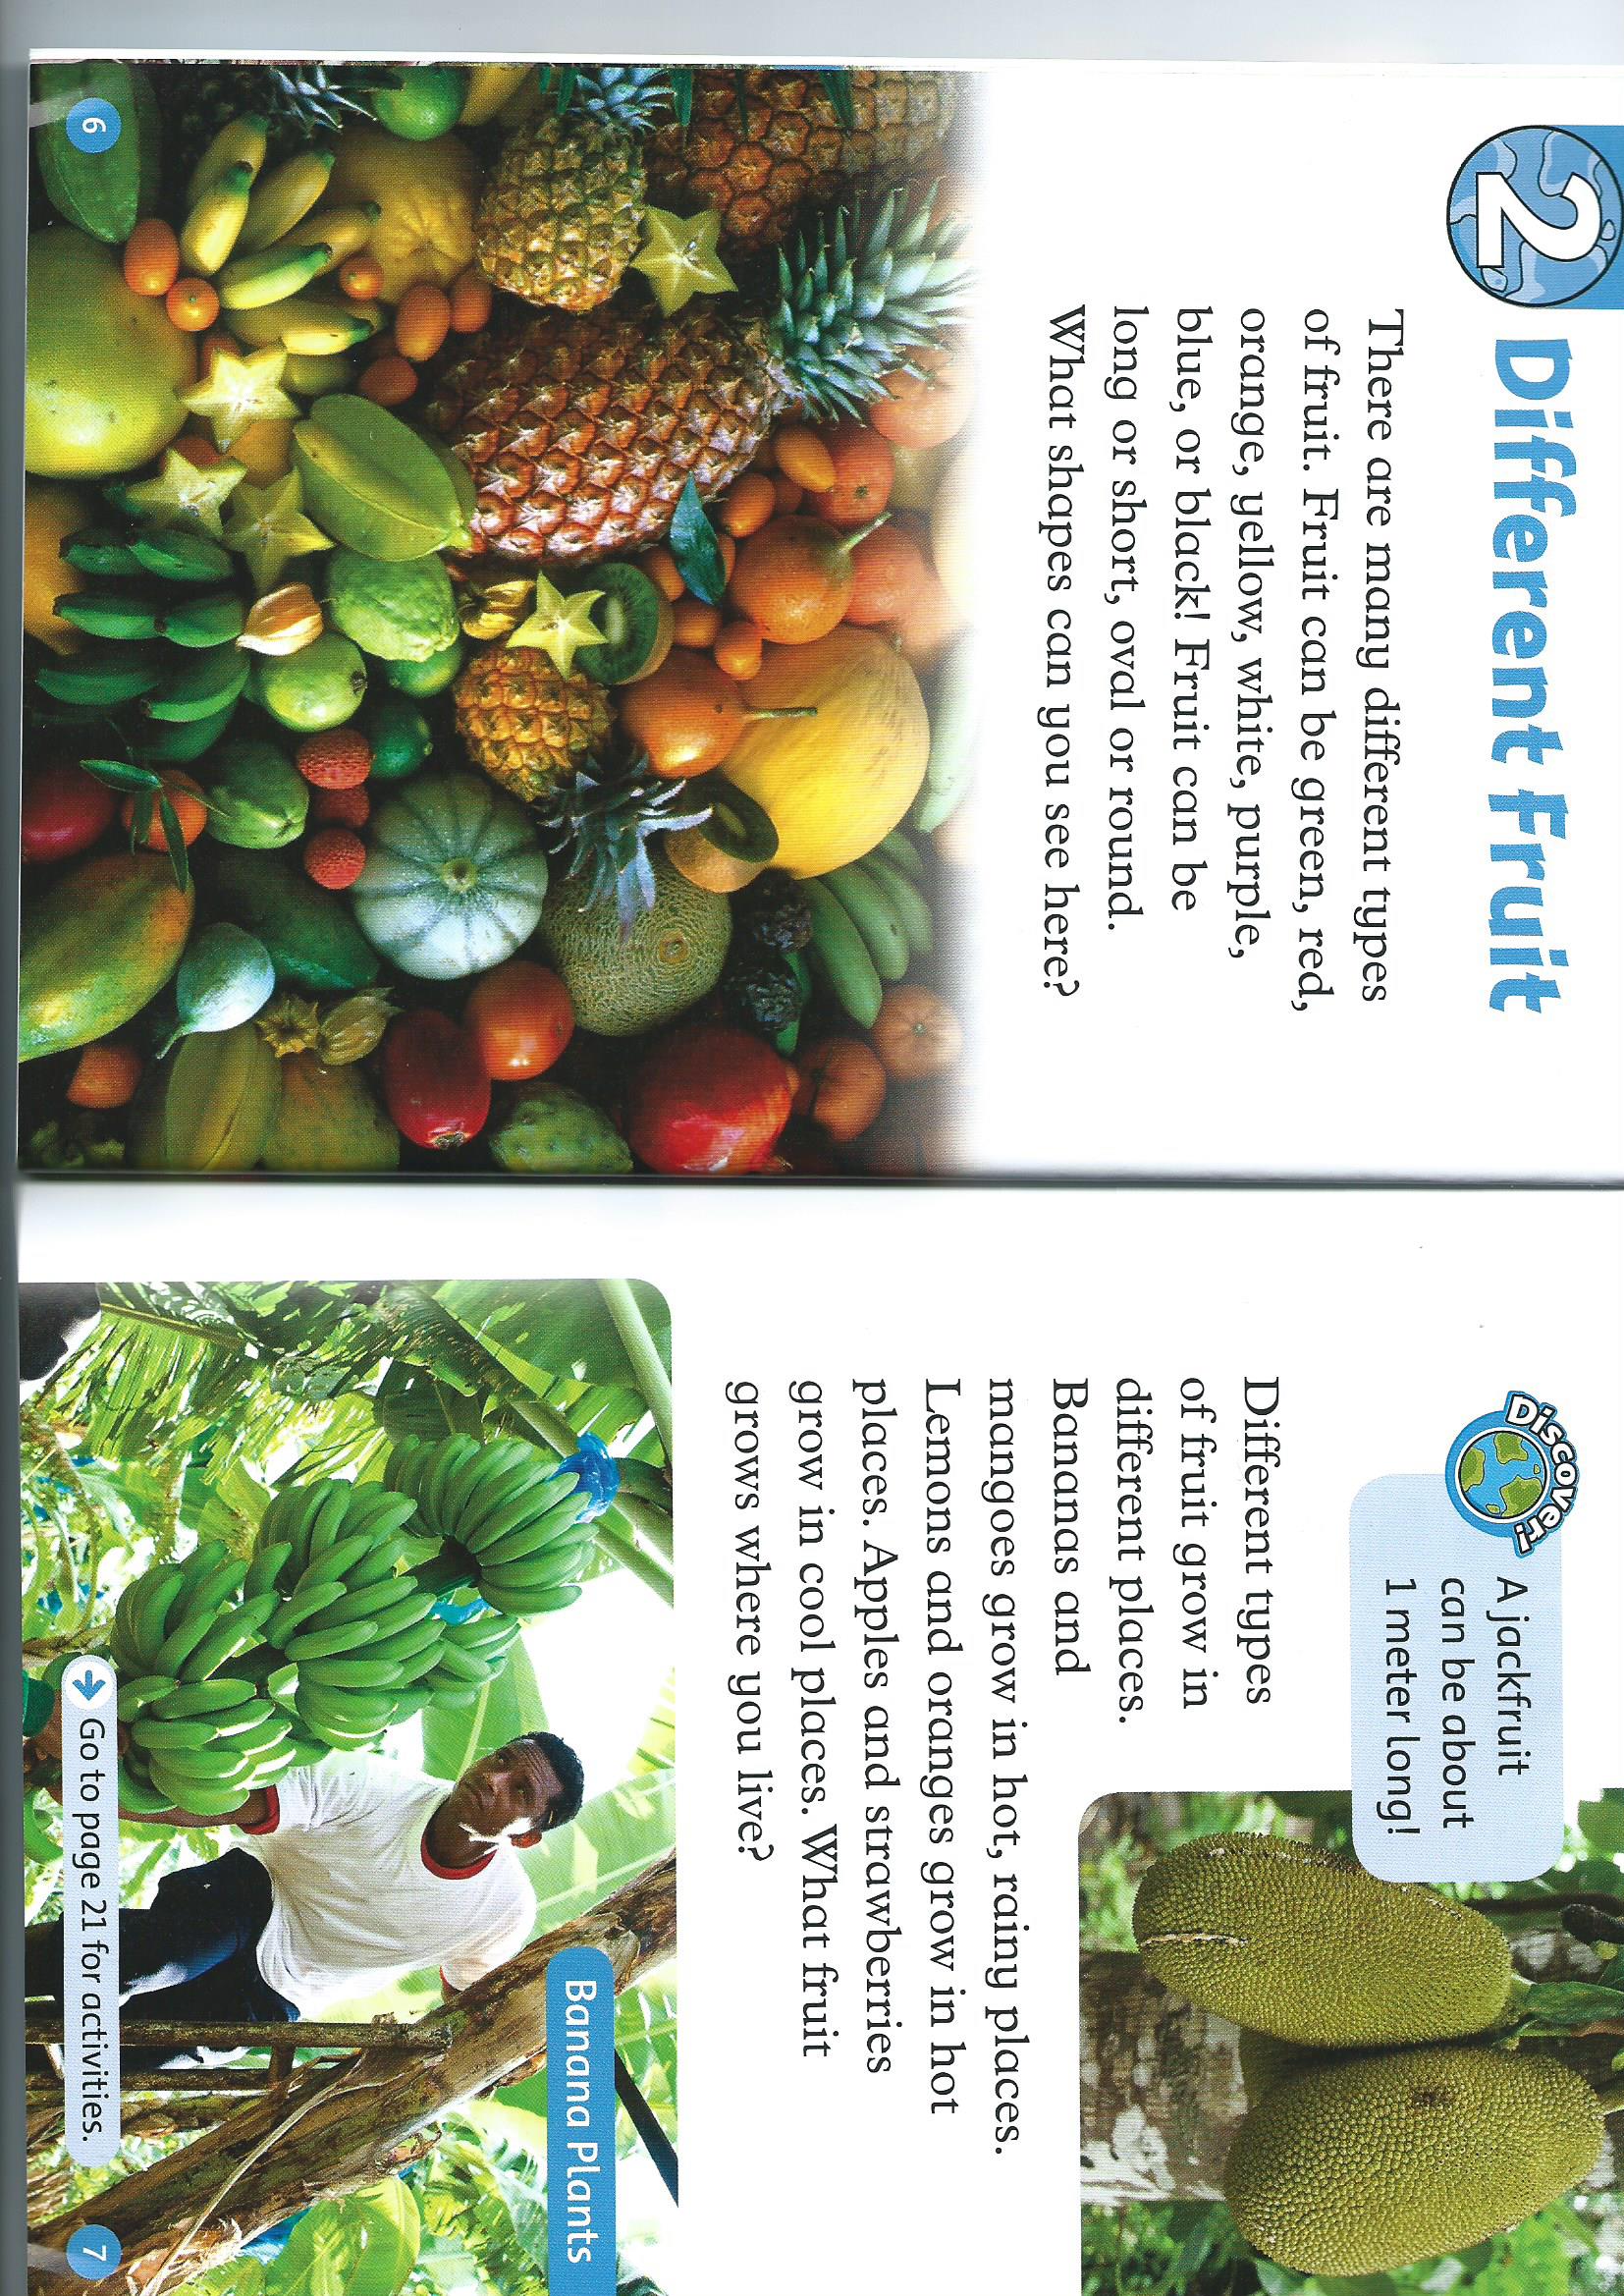 2 Different Fruit
There are many different types
of fruit. Fruit can be green, red,
orange, yellow, white, purple,
blue, or black! Fruit can be
long or short, oval or round.
What shapes can you see here?
6
Discover!
A jackfruit
can be about
1 meter long!
Different types
of fruit grow in
different places.
Bananas and
mangoes grow in hot, rainy places.
Lemons and oranges grow in hot
places. Apples and strawberries
grow in cool places. What fruit
grows where you live?
Banana Plants
Go to page 21 for activities.
7